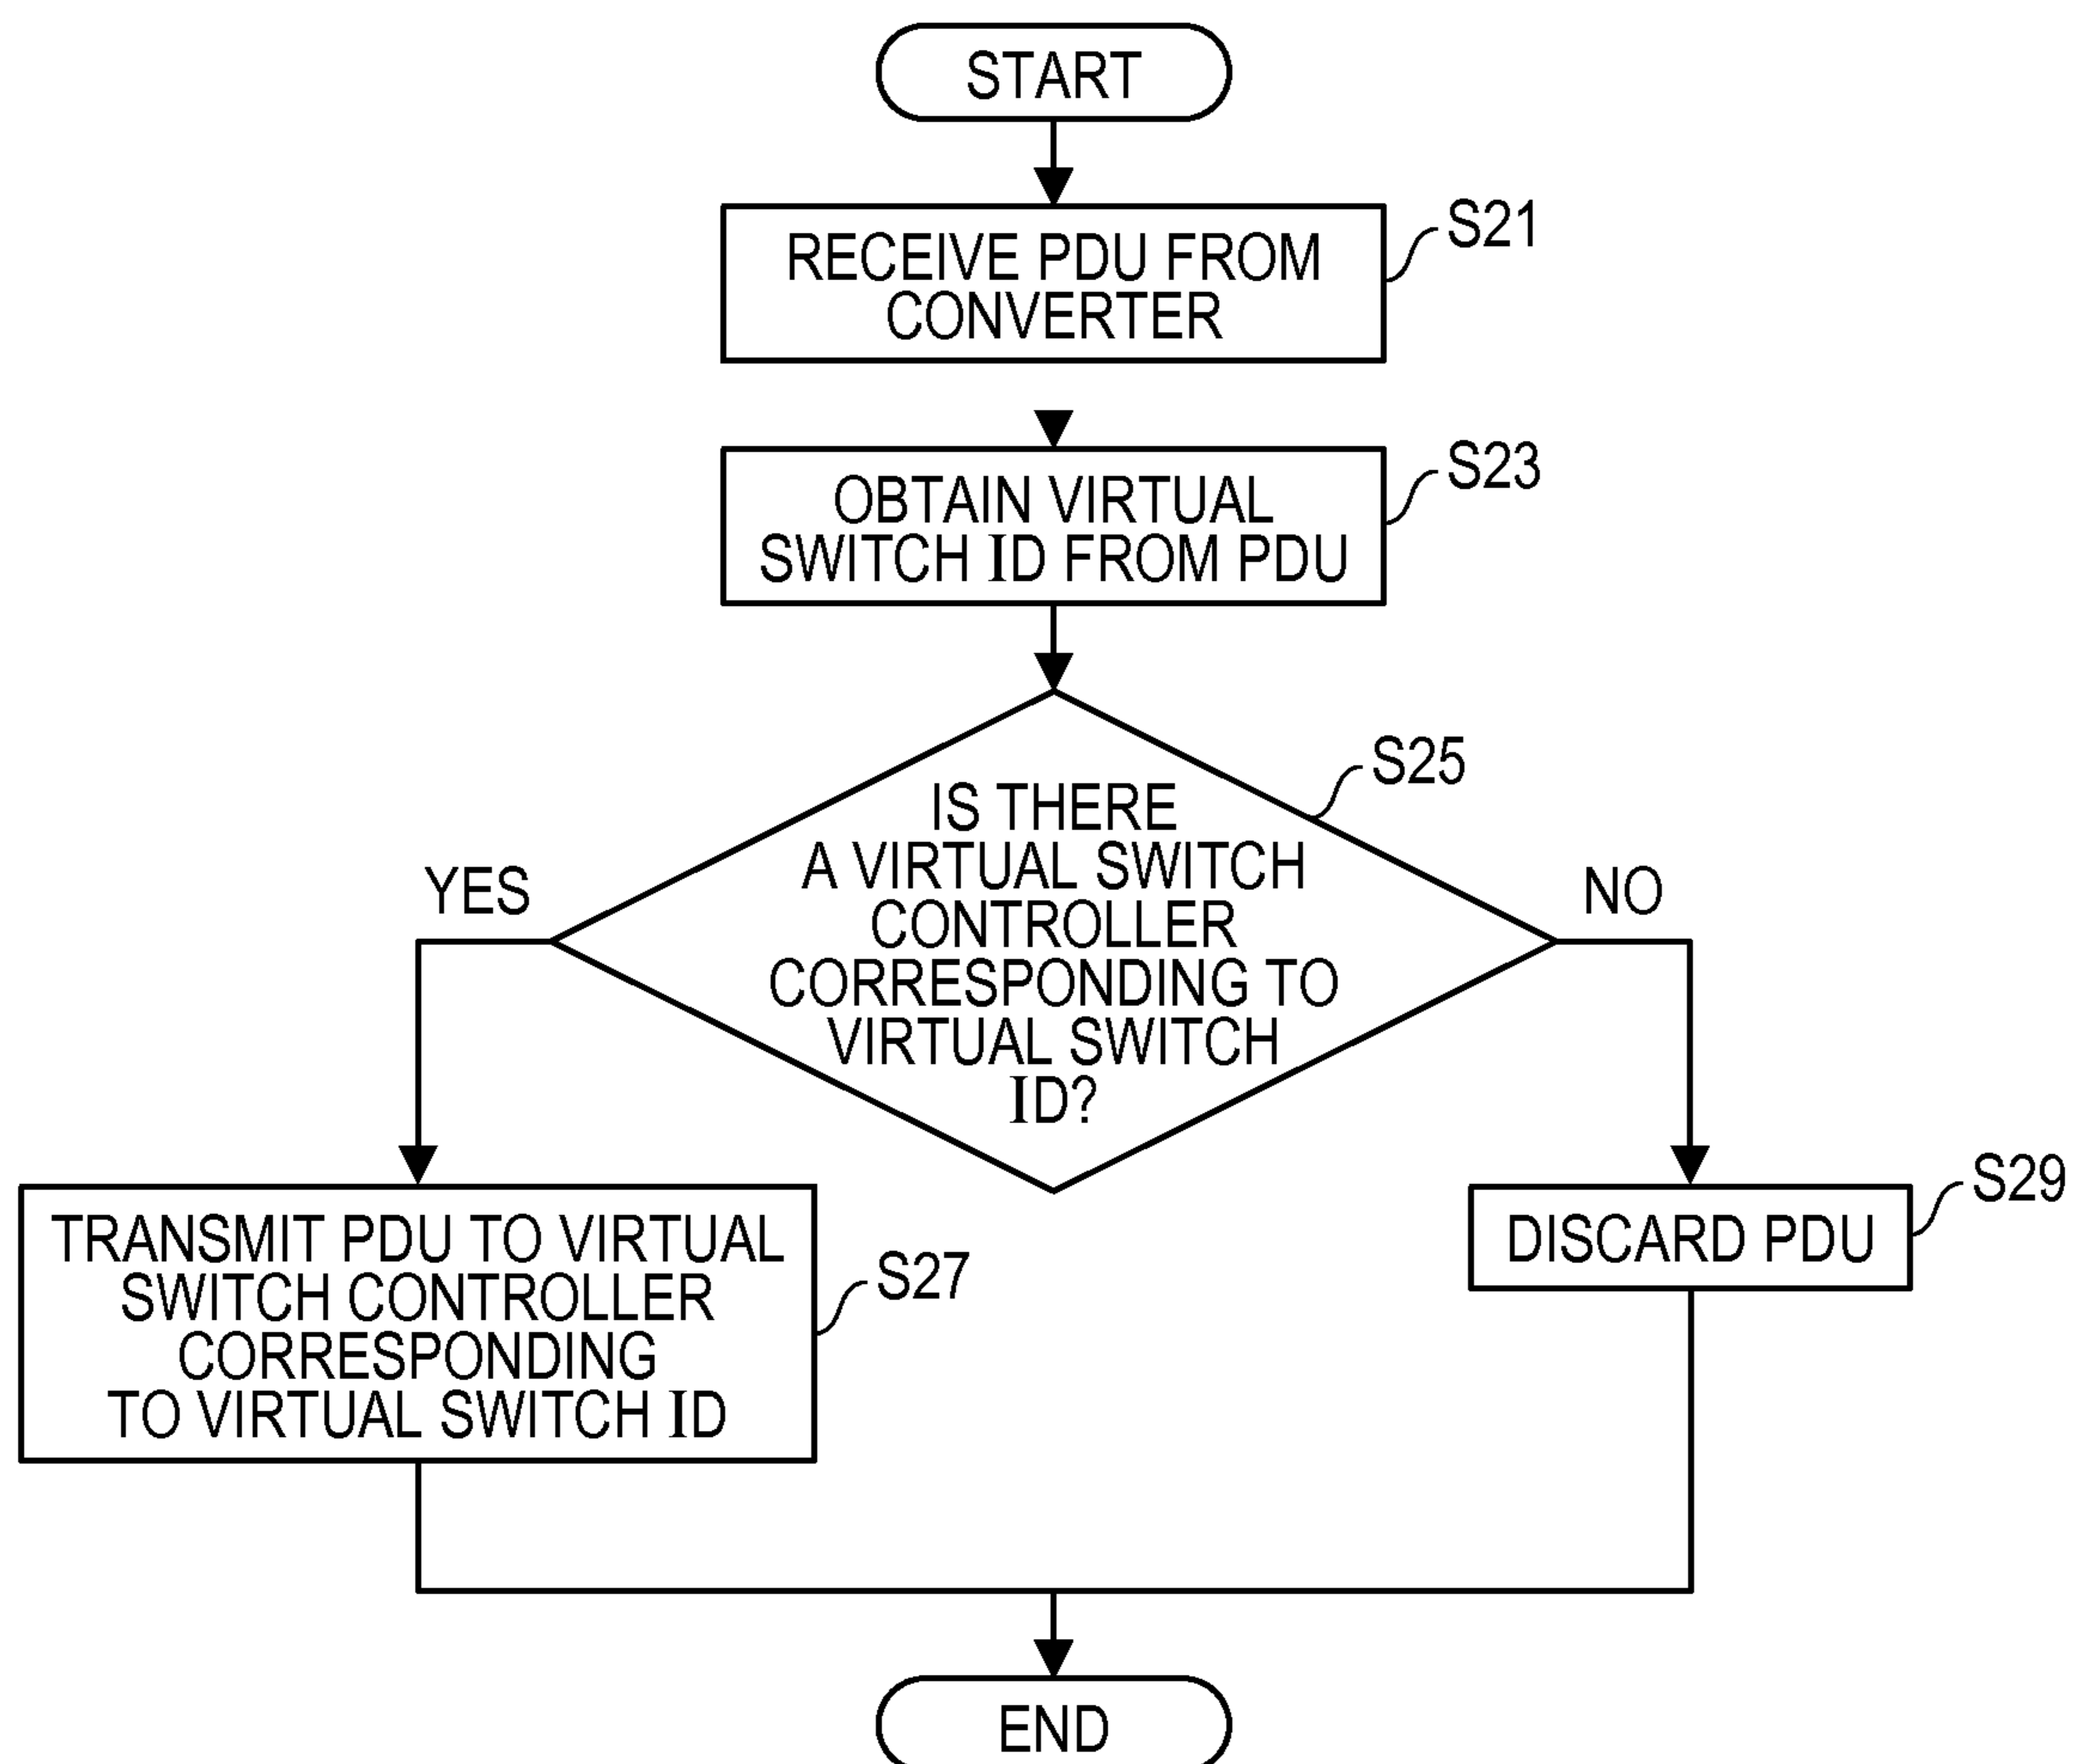 START
RECEIVE PDU FROM
CONVERTER
S21
OBTAIN VIRTUAL
SWITCH ID FROM PDU
S23
IS THERE
A VIRTUAL SWITCH
CONTROLLER
CORRESPONDING TO
VIRTUAL SWITCH
ID?
S25
YES
NO
TRANSMIT PDU TO VIRTUAL
SWITCH CONTROLLER
CORRESPONDING
TO VIRTUAL SWITCH ID
S27
DISCARD PDU
S29
END